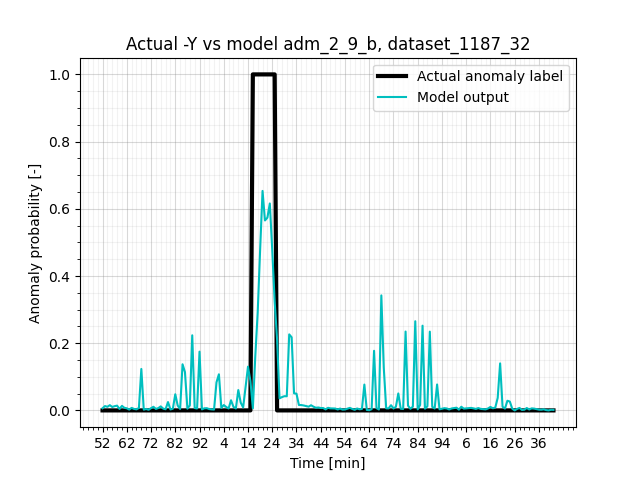 Actual -Y vs model adm_2_9_b, dataset_1187_32
Actual anomaly label
Model output
Anomaly probability [-]
1.0
0.8
0.6
0.4
0.2
0.0
52 62 72 82 92 4 14 24 34 44 54 64 74 84 94 6 16 26 36
Time [min]